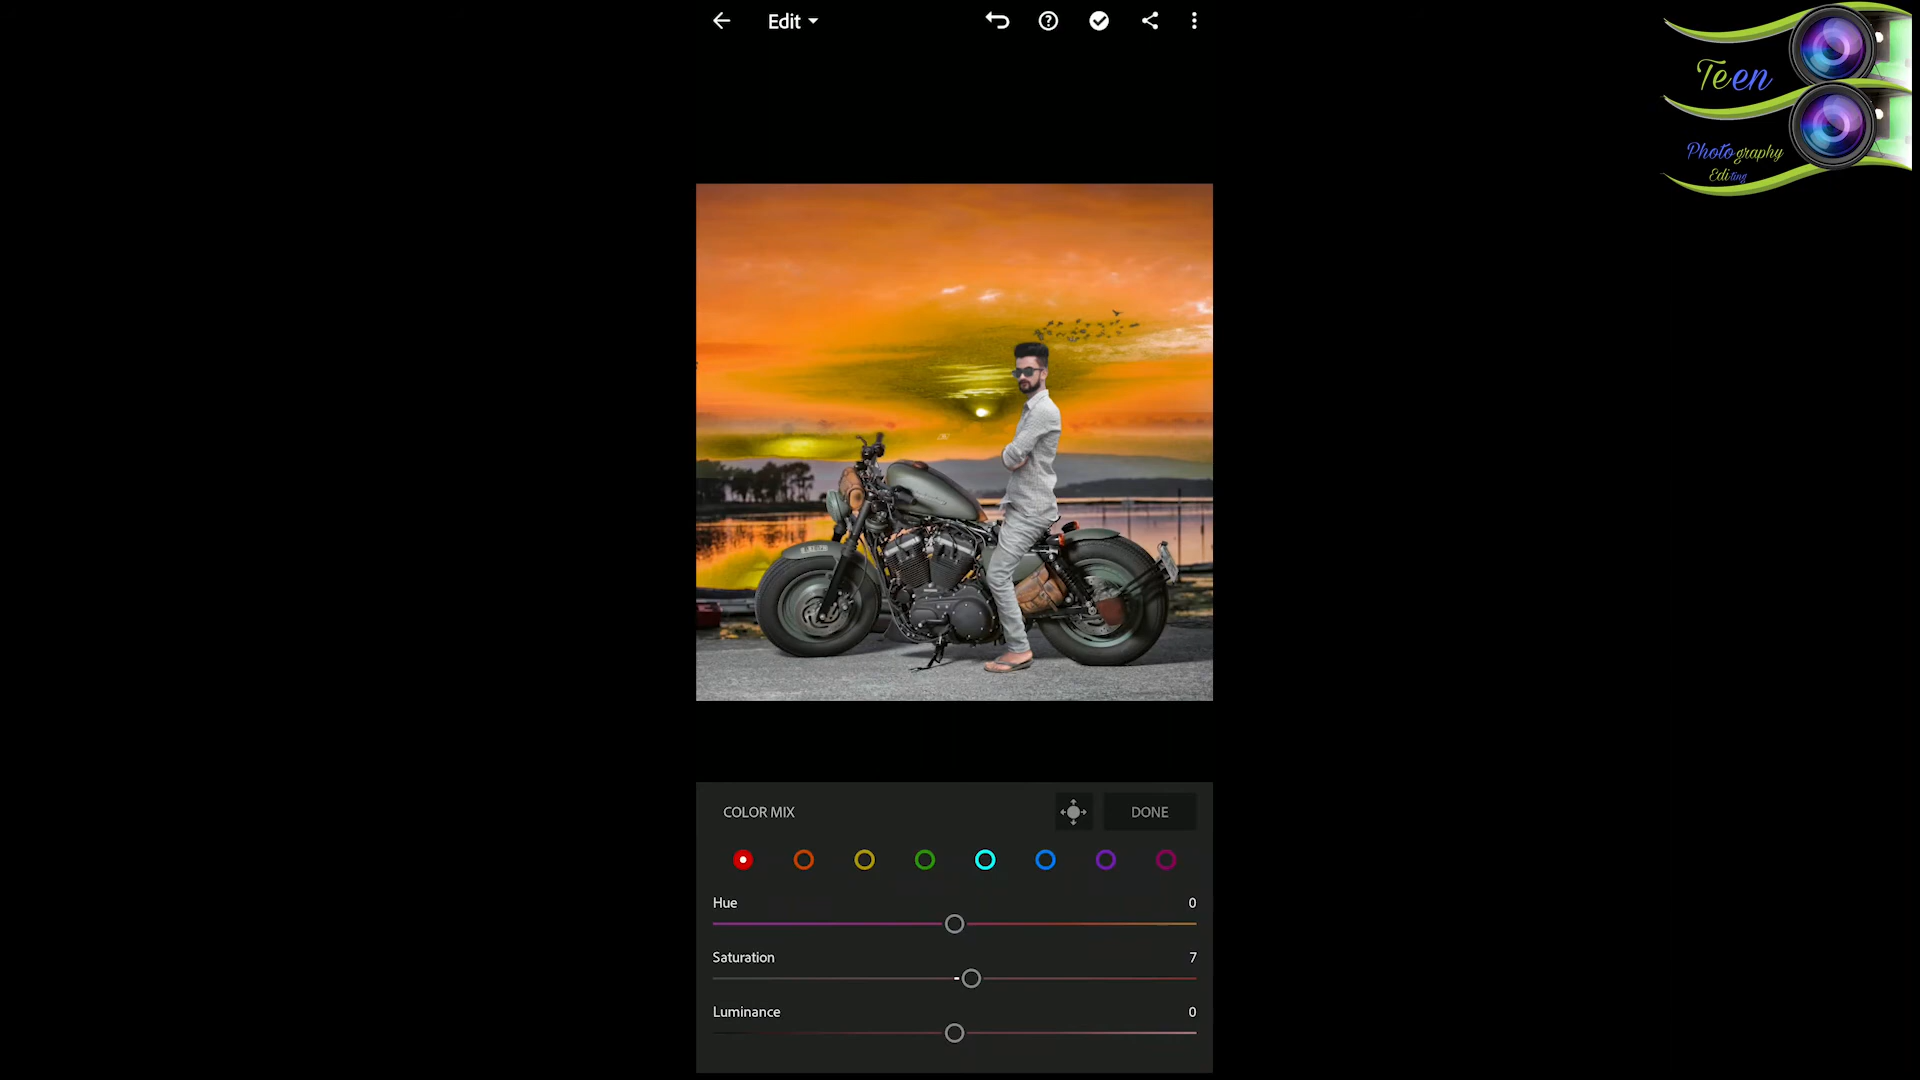 Edit
Teen
Photography
Editing
COLOR MIX
DONE
Hue 0
Saturation 7
Luminance 0